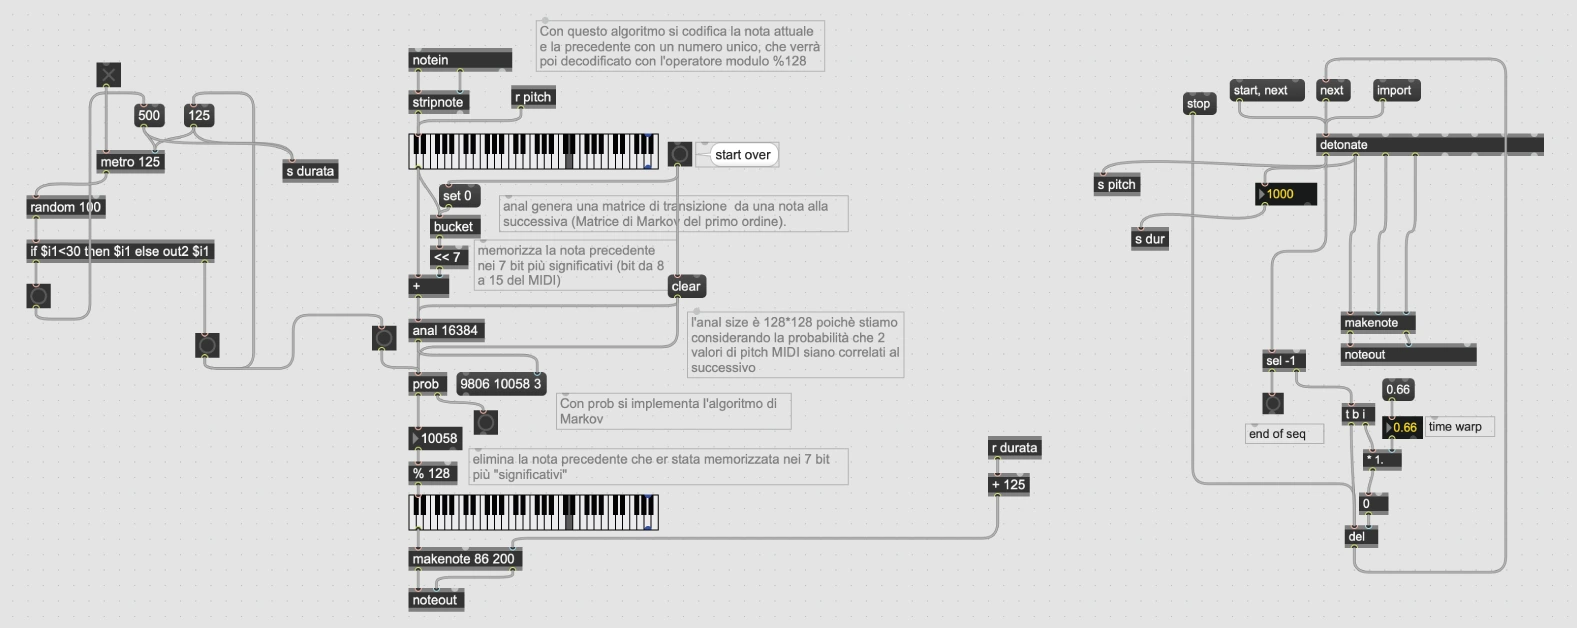 500
125
metro 125
s durata
random 100
if $i1<30 then $i1 else out2 $i1
Con questo algoritmo si codifica la nota attuale
e la precedente con un numero unico, che verrà
poi decodificato con l'operatore modulo %128
notein
stripnote
r pitch
start over
set 0
anal genera una matrice di transizione da una nota alla
successiva (Matrice di Markov del primo ordine).
bucket
<< 7
memorizza la nota precedente
nei 7 bit più significativi (bit da 8
a 15 del MIDI)
+
clear
anal 16384
l'anal size è 128*128 poichè stiamo
considerando la probabilità che 2
valori di pitch MIDI siano correlati al
successivo
prob
9806 10058 3
Con prob si implementa l'algoritmo di
Markov
10058
% 128
elimina la nota precedente che er stata memorizzata nei 7 bit
più "significativi"
makenote 86 200
noteout
r durata
+ 125
stop
start, next
next
import
detonate
s pitch
1000
s dur
makenote
noteout
sel -1
end of seq
0.66
t b i
0.66
time warp
* 1.
0
del